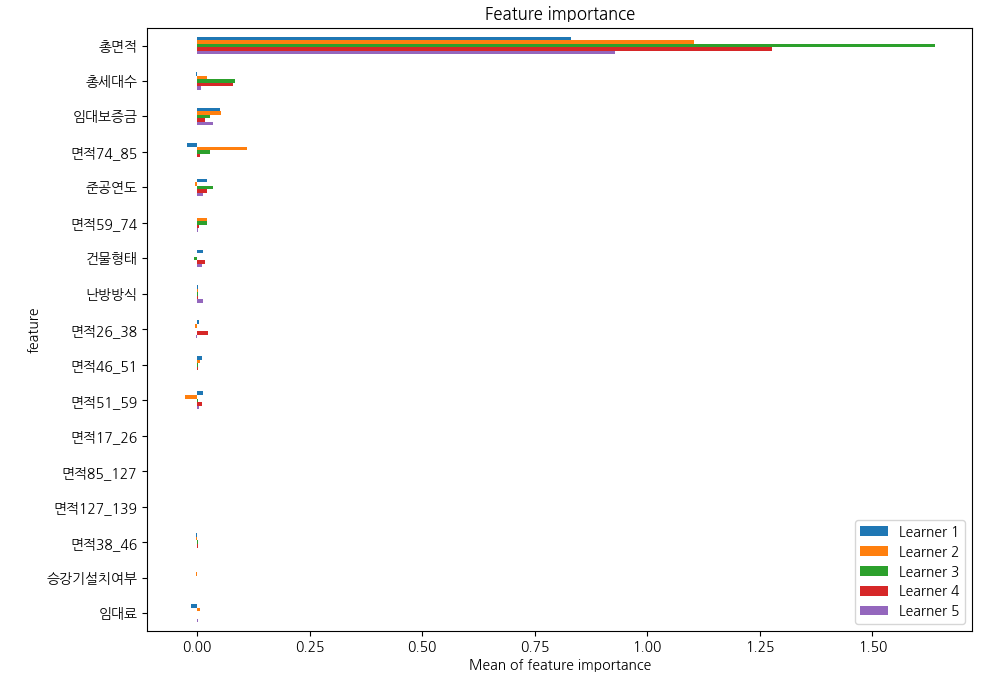 Feature importance
총면적
총세대수
임대보증금
면적74_85
준공연도
면적59_74
건물형태
난방방식
면적26_38
면적46_51
면적51_59
면적17_26
면적85_127
면적127_139
면적38_46
승강기설치여부
임대료
feature
Learner 1
Learner 2
Learner 3
Learner 4
Learner 5
0.00 0.25 0.50 0.75 1.00 1.25 1.50
Mean of feature importance